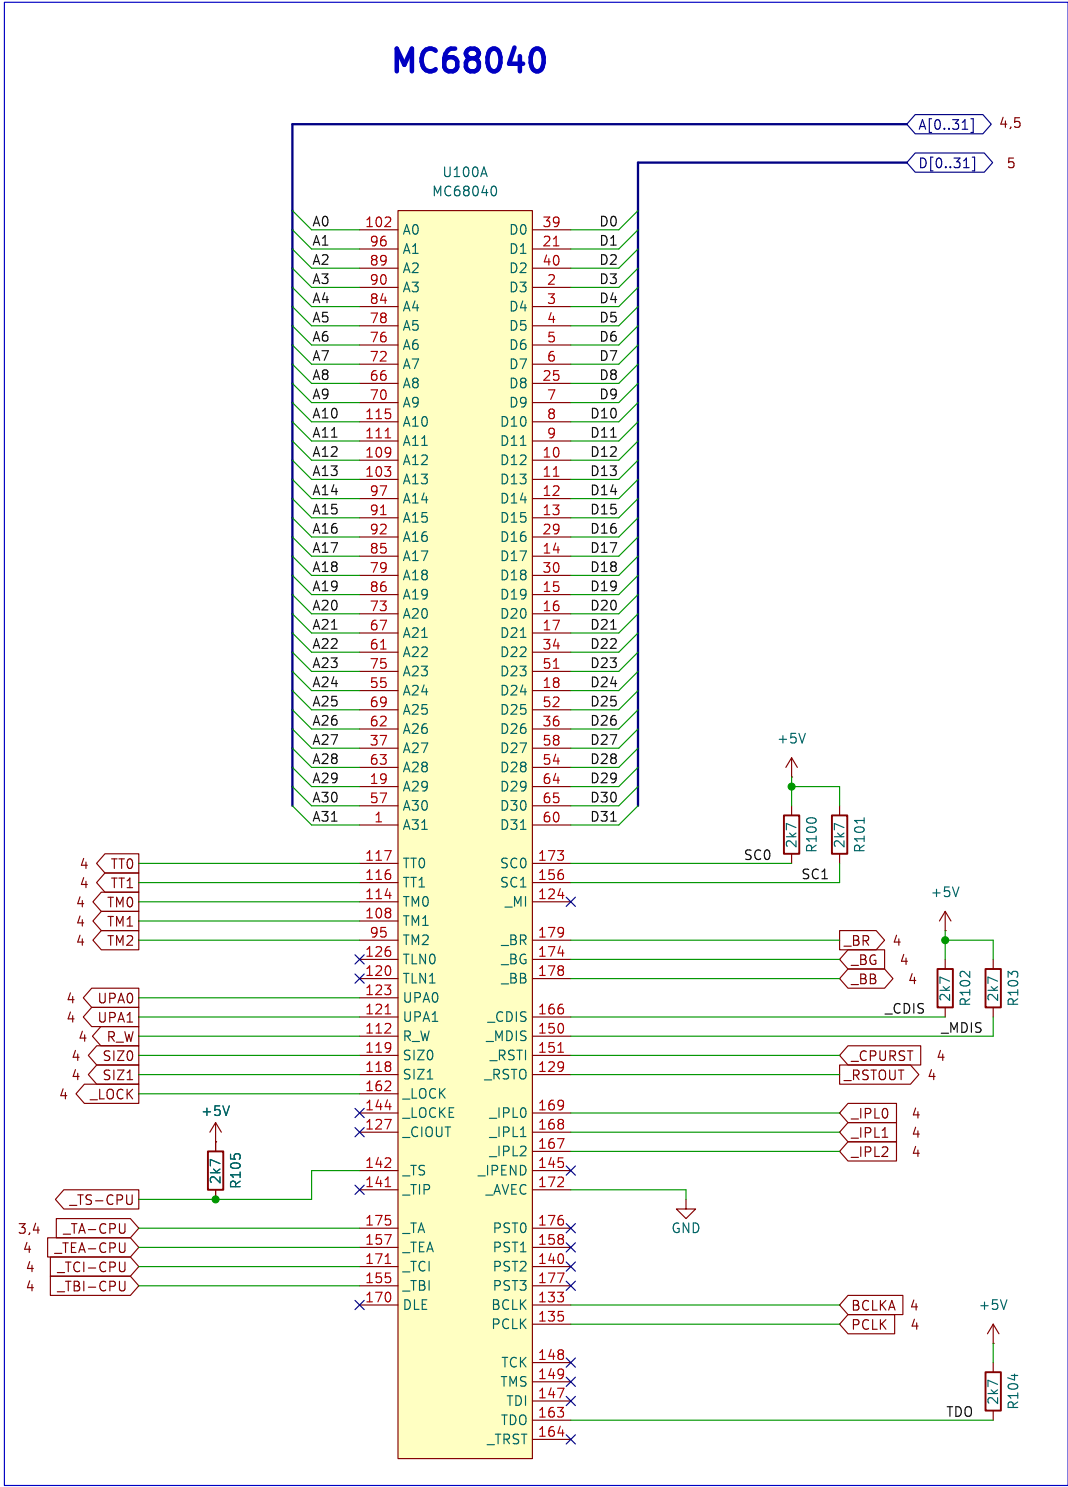 MC68040
A[0..31] 4,5
D[0..31] 5
U100A
MC68040
A0 102 A0 D0 39 D0
A1 96 A1 D1 21 D1
A2 89 A2 D2 40 D2
A3 90 A3 D3 2 D3
A4 84 A4 D4 3 D4
A5 78 A5 D5 4 D5
A6 76 A6 D6 5 D6
A7 72 A7 D7 6 D7
A8 66 A8 D8 25 D8
A9 70 A9 D9 7 D9
A10 115 A10 D10 8 D10
A11 111 A11 D11 9 D11
A12 109 A12 D12 10 D12
A13 103 A13 D13 11 D13
A14 97 A14 D14 12 D14
A15 91 A15 D15 13 D15
A16 92 A16 D16 29 D16
A17 85 A17 D17 14 D17
A18 79 A18 D18 30 D18
A19 86 A19 D19 15 D19
A20 73 A20 D20 16 D20
A21 67 A21 D21 17 D21
A22 61 A22 D22 34 D22
A23 75 A23 D23 51 D23
A24 55 A24 D24 18 D24
A25 69 A25 D25 52 D25
A26 62 A26 D26 36 D26
A27 37 A27 D27 58 D27
+5V
A28 63 A28 D28 54 D28
A29 19 A29 D29 64 D29
A30 57 A30 D30 65 D30
A31 1 A31 D31 60 D31
2k7 R100 2k7 R101
4 TT0 117 TT0 SC0 173 SC0
4 TT1 116 TT1 SC1 156 SC1
4 TM0 114 TM0 _MI 124
+5V
4 TM1 108 TM1
4 TM2 95 TM2 _BR 179 _BR 4
126 TLN0 _BG 174 _BG 4
120 TLN1 _BB 178 _BB 4
2k7 R102 2k7 R103
4 UPA0 123 UPA0
4 UPA1 121 UPA1 _CDIS 166 _CDIS
4 R_W 112 R_W _MDIS 150 _MDIS
4 SIZ0 119 SIZ0 _RSTI 151 _CPURST 4
4 SIZ1 118 SIZ1 _RSTO 129 _RSTOUT 4
4 _LOCK 162 _LOCK
+5V
144 _LOCKE _IPL0 169 _IPL0 4
127 _CIOUT _IPL1 168 _IPL1 4
_IPL2 167 _IPL2 4
2k7 R105
142 _TS _IPEND 145
141 _TIP _AVEC 172
_TS-CPU
GND
3,4 _TA-CPU 175 _TA PST0 176
4 _TEA-CPU 157 _TEA PST1 158
4 _TCI-CPU 171 _TCI PST2 140
4 _TBI-CPU 155 _TBI PST3 177
170 DLE BCLK 133 BCLKA 4
+5V
PCLK 135 PCLK 4
TCK 148
TMS 149
2k7 R104
TDI 147
TDO 163 TDO
_TRST 164